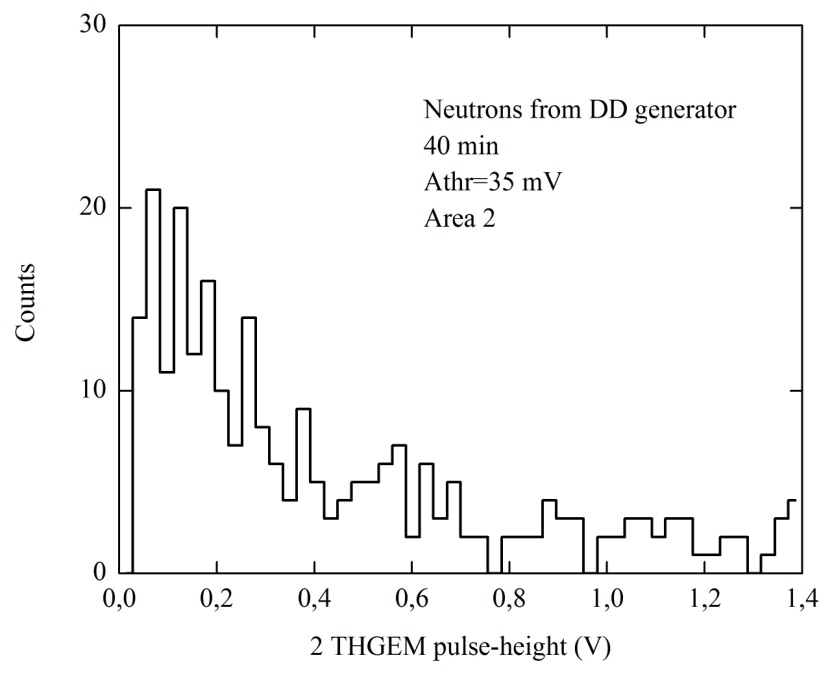 30
Neutrons from DD generator
40 min
Athr=35 mV
20
Area 2
Counts
10
0
0,0 0,2 0,4 0,6 0,8 1,0 1,2 1,4
2 THGEM pulse-height (V)